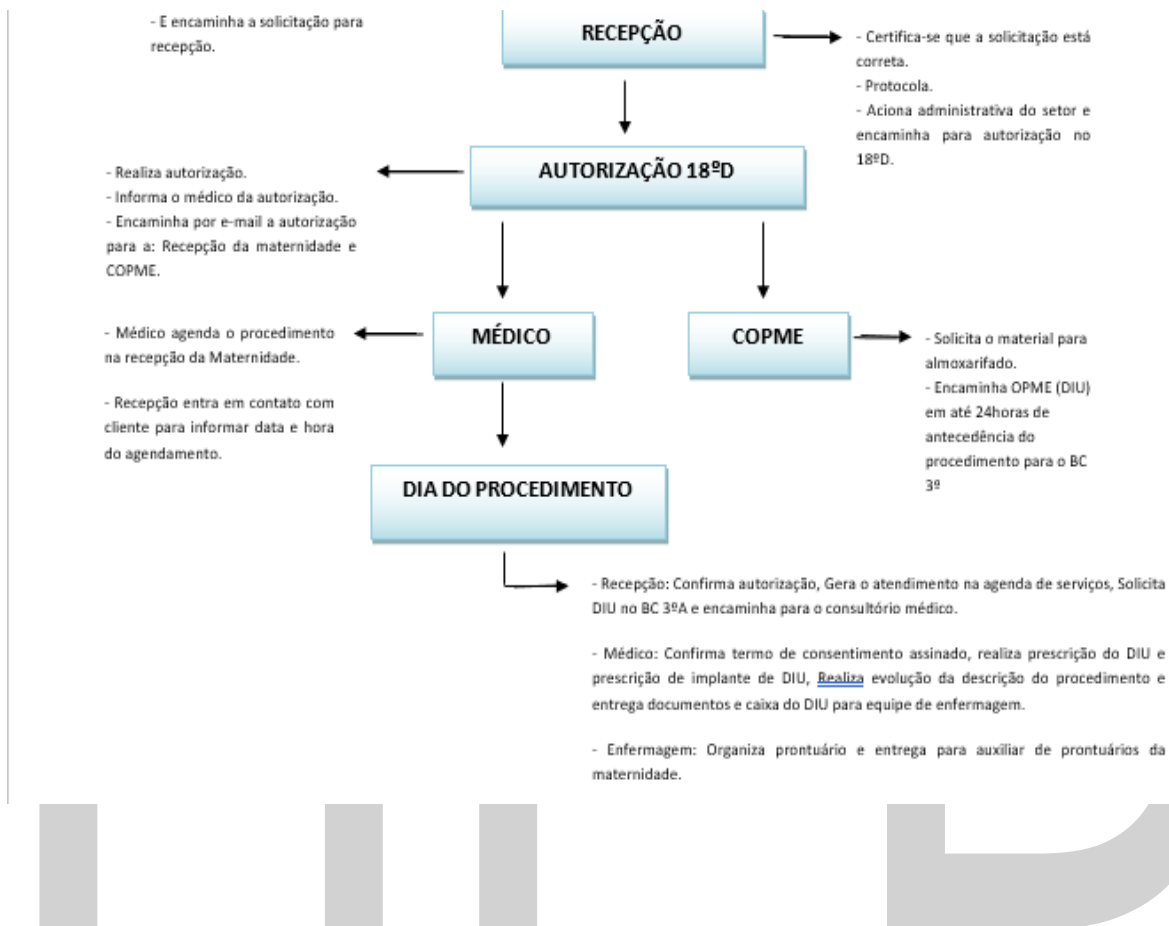 - E encaminha a solicitação para
recepção.
RECEPÇÃO
- Certifica-se que a solicitação está
correta.
- Protocola.
- Aciona administrativa do setor e
encaminha para autorização no
18ºD.
AUTORIZAÇÃO 18ºD
- Realiza autorização.
- Informa o médico da autorização.
- Encaminha por e-mail a autorização
para a: Recepção da maternidade e
COPME.
MÉDICO
- Médico agenda o procedimento
na recepção da Maternidade.
- Recepção entra em contato com
cliente para informar data e hora
do agendamento.
COPME
- Solicita o material para
almoxarifado.
- Encaminha OPME (DIU)
em até 24horas de
antecedência do
procedimento para o BC
3º
DIA DO PROCEDIMENTO
- Recepção: Confirma autorização, Gera o atendimento na agenda de serviços, Solicita
DIU no BC 3ºA e encaminha para o consultório médico.
- Médico: Confirma termo de consentimento assinado, realiza prescrição do DIU e
prescrição de implante de DIU, Realiza evolução da descrição do procedimento e
entrega documentos e caixa do DIU para equipe de enfermagem.
- Enfermagem: Organiza prontuário e entrega para auxiliar de prontuários da
maternidade.